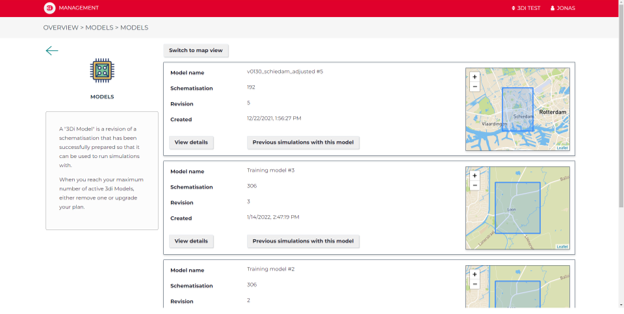 3Di MANAGEMENT
3DI TEST
JONAS
OVERVIEW > MODELS > MODELS
MODELS
A "3Di Model" is a revision of a
schematisation that has been
successfully prepared so that it
can be used to run simulations
with.
When you reach your maximum
number of active 3di Models,
either remove one or upgrade
your plan.
Switch to map view
Model name v0130_schiedam_adjusted #5
Schematisation 192
Revision 5
Created 12/22/2021, 1:56:27 PM
View details
Previous simulations with this model
+
−
Rotterdam
Schiedam
Vlaardingen
Leaflet
Model name Training model #3
Schematisation 306
Revision 3
Created 1/14/2022, 2:47:19 PM
View details
Previous simulations with this model
+
−
Leaflet
Model name Training model #2
Schematisation 306
Revision 2
+
−